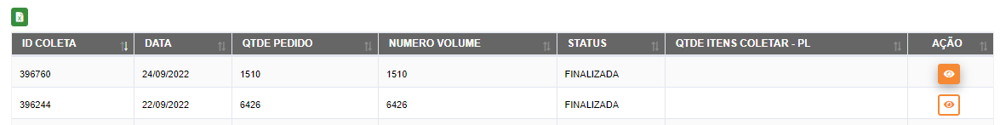 ID COLETA DATA QTDE PEDIDO NUMERO VOLUME STATUS QTDE ITENS COLETAR - PL AÇÃO
396760 24/09/2022 1510 1510 FINALIZADA
396244 22/09/2022 6426 6426 FINALIZADA